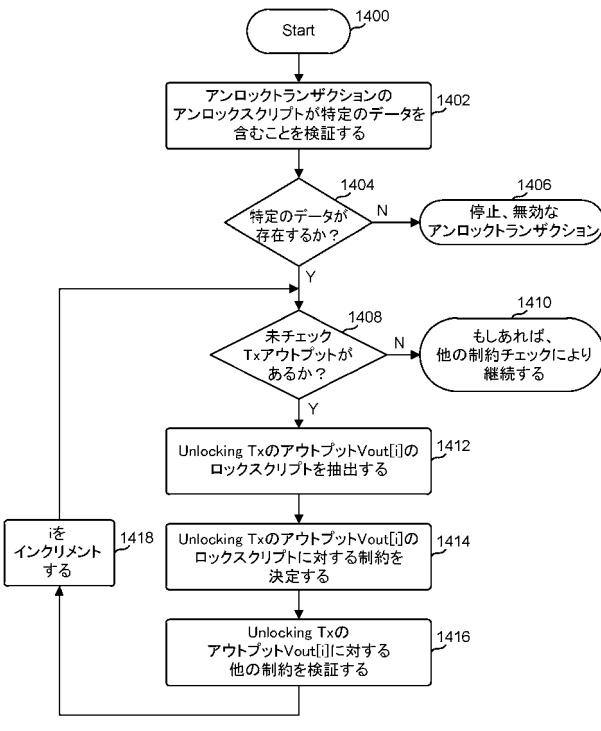 1400
Start
アンロックトランザクションの
アンロックスクリプトが特定のデータを
含むことを検証する
1402
1404
特定のデータが
存在するか？
N
Y
1406
停止、無効な
アンロックトランザクション
1408
未チェック
Txアウトプットが
あるか？
N
Y
1410
もしあれば、
他の制約チェックにより
継続する
Unlocking TxのアウトプットVout[i]の
ロックスクリプトを抽出する
1412
Unlocking TxのアウトプットVout[i]の
ロックスクリプトに対する制約を
決定する
1414
Unlocking Txの
アウトプットVout[i]に対する
他の制約を検証する
1416
iを
インクリメント
する
1418